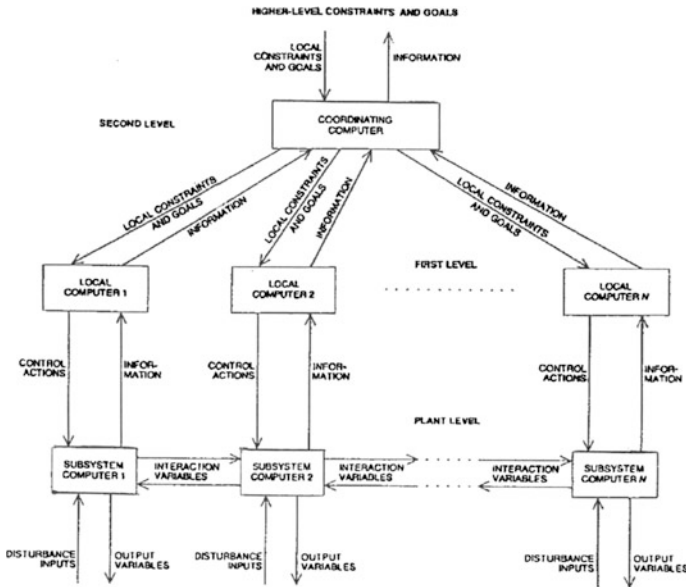 HIGHER-LEVEL CONSTRAINTS AND GOALS
LOCAL
CONSTRAINTS
AND GOALS
INFORMATION
SECOND LEVEL
COORDINATING
COMPUTER
LOCAL CONSTRAINTS
AND GOALS
INFORMATION
LOCAL CONSTRAINTS
AND GOALS
INFORMATION
LOCAL CONSTRAINTS
AND GOALS
INFORMATION
FIRST LEVEL
LOCAL
COMPUTER 1
LOCAL
COMPUTER 2
LOCAL
COMPUTER N
CONTROL
ACTIONS
INFOR-
MATION
CONTROL
ACTIONS
INFOR-
MATION
CONTROL
ACTIONS
INFOR-
MATION
PLANT LEVEL
SUBSYSTEM
COMPUTER 1
INTERACTION
VARIABLES
SUBSYSTEM
COMPUTER 2
INTERACTION
VARIABLES
INTERACTION
VARIABLES
SUBSYSTEM
COMPUTER N
DISTURBANCE
INPUTS
OUTPUT
VARIABLES
DISTURBANCE
INPUTS
OUTPUT
VARIABLES
DISTURBANCE
INPUTS
OUTPUT
VARIABLES